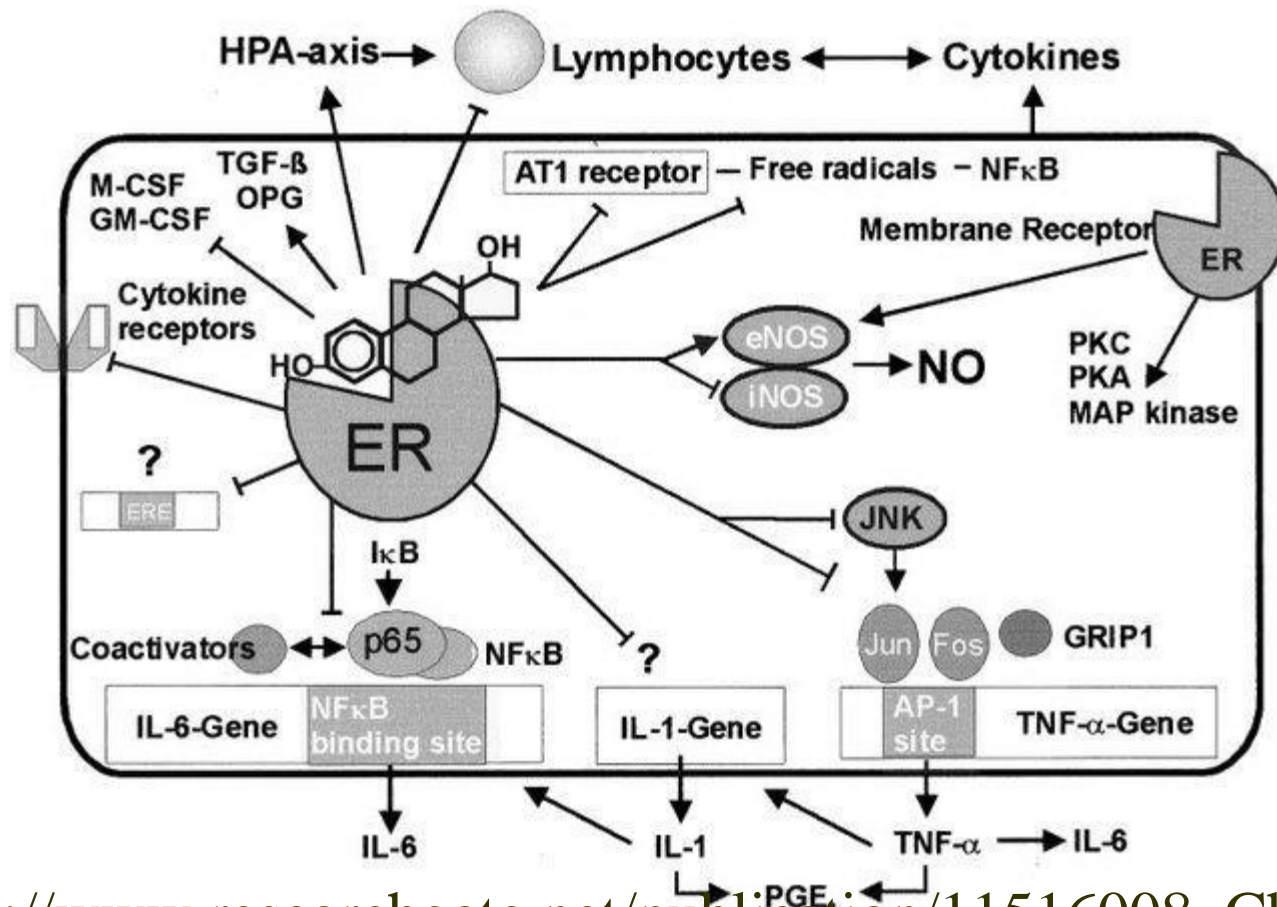 HPA-axis
Lymphocytes
Cytokines
TGF-ß
OPG
M-CSF
GM-CSF
AT1 receptor
Free radicals
NFκB
Membrane Receptor
ER
OH
Cytokine
receptors
HO
ER
eNOS
iNOS
NO
PKC
PKA
MAP kinase
?
ERE
JNK
IκB
Coactivators
p65
NFκB
?
Jun
Fos
GRIP1
IL-6-Gene
NFκB
binding site
IL-1-Gene
AP-1
site
TNF-α-Gene
IL-6
IL-1
TNF-α
IL-6
PGE